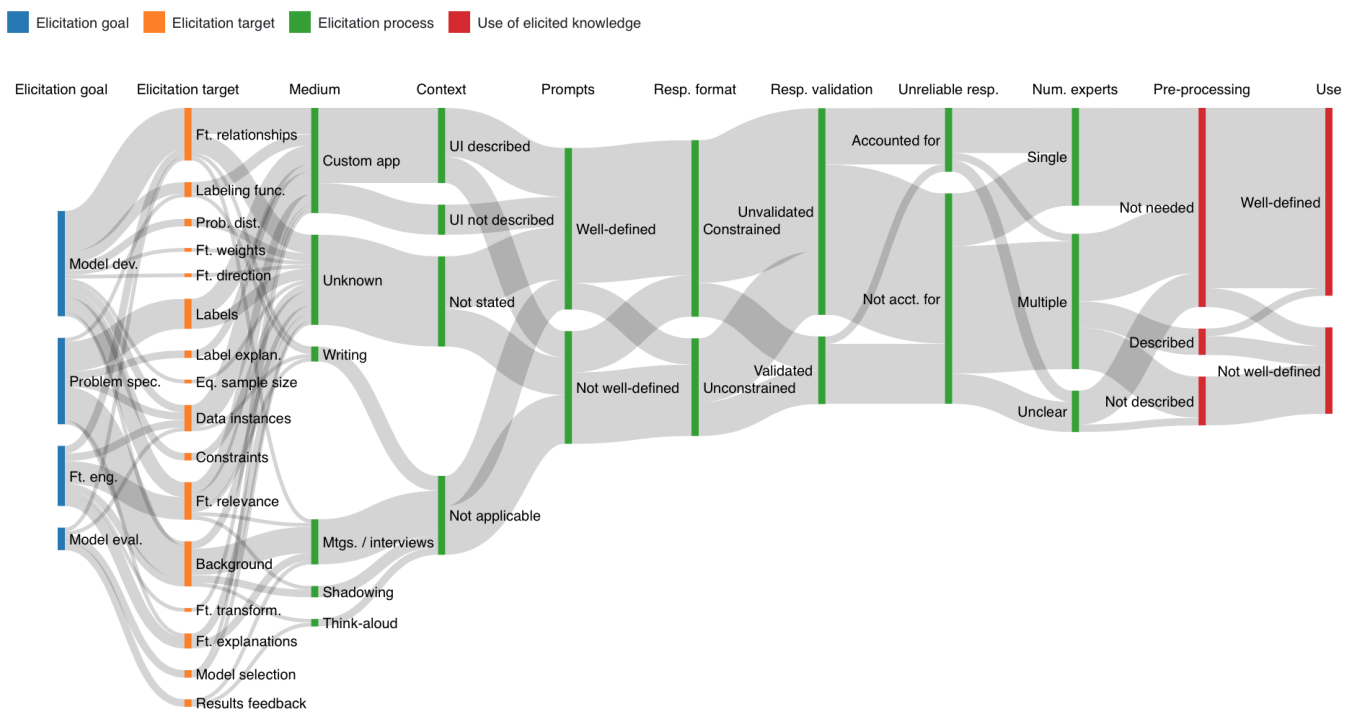 Elicitation goal
Elicitation target
Elicitation process
Use of elicited knowledge
Elicitation goal
Elicitation target
Medium
Context
Prompts
Resp. format
Resp. validation
Unreliable resp.
Num. experts
Pre-processing
Use
Model dev.
Problem spec.
Ft. eng.
Model eval.
Ft. relationships
Labeling func.
Prob. dist.
Ft. weights
Ft. direction
Labels
Label explan.
Eq. sample size
Data instances
Constraints
Ft. relevance
Background
Ft. transform.
Ft. explanations
Model selection
Results feedback
Custom app
Unknown
Writing
Mtgs. / interviews
Shadowing
Think-aloud
UI described
UI not described
Not stated
Not applicable
Well-defined
Not well-defined
Constrained
Unconstrained
Unvalidated
Validated
Accounted for
Not acct. for
Single
Multiple
Unclear
Not needed
Described
Not described
Well-defined
Not well-defined